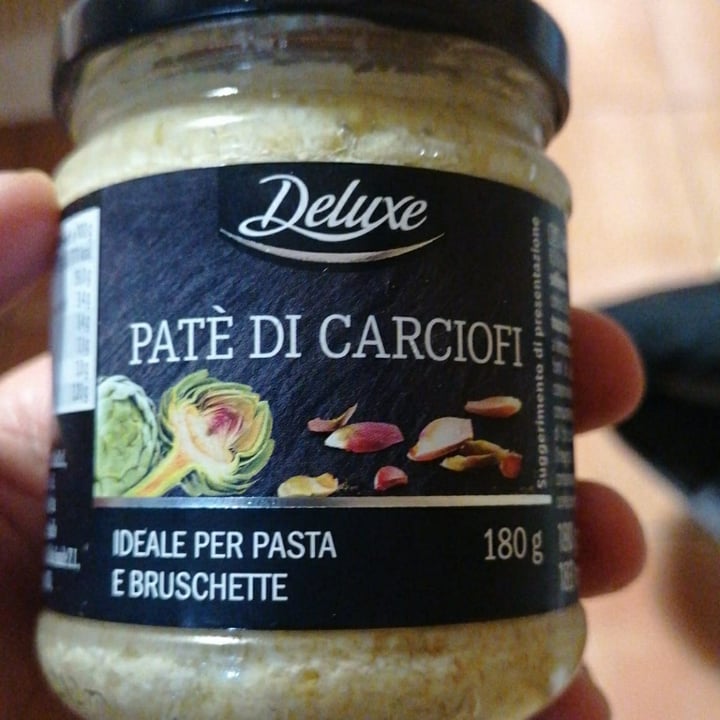 Deluxe
PATÈ DI CARCIOFI
Suggerimento di presentazione
IDEALE PER PASTA
E BRUSCHETTE
180 g